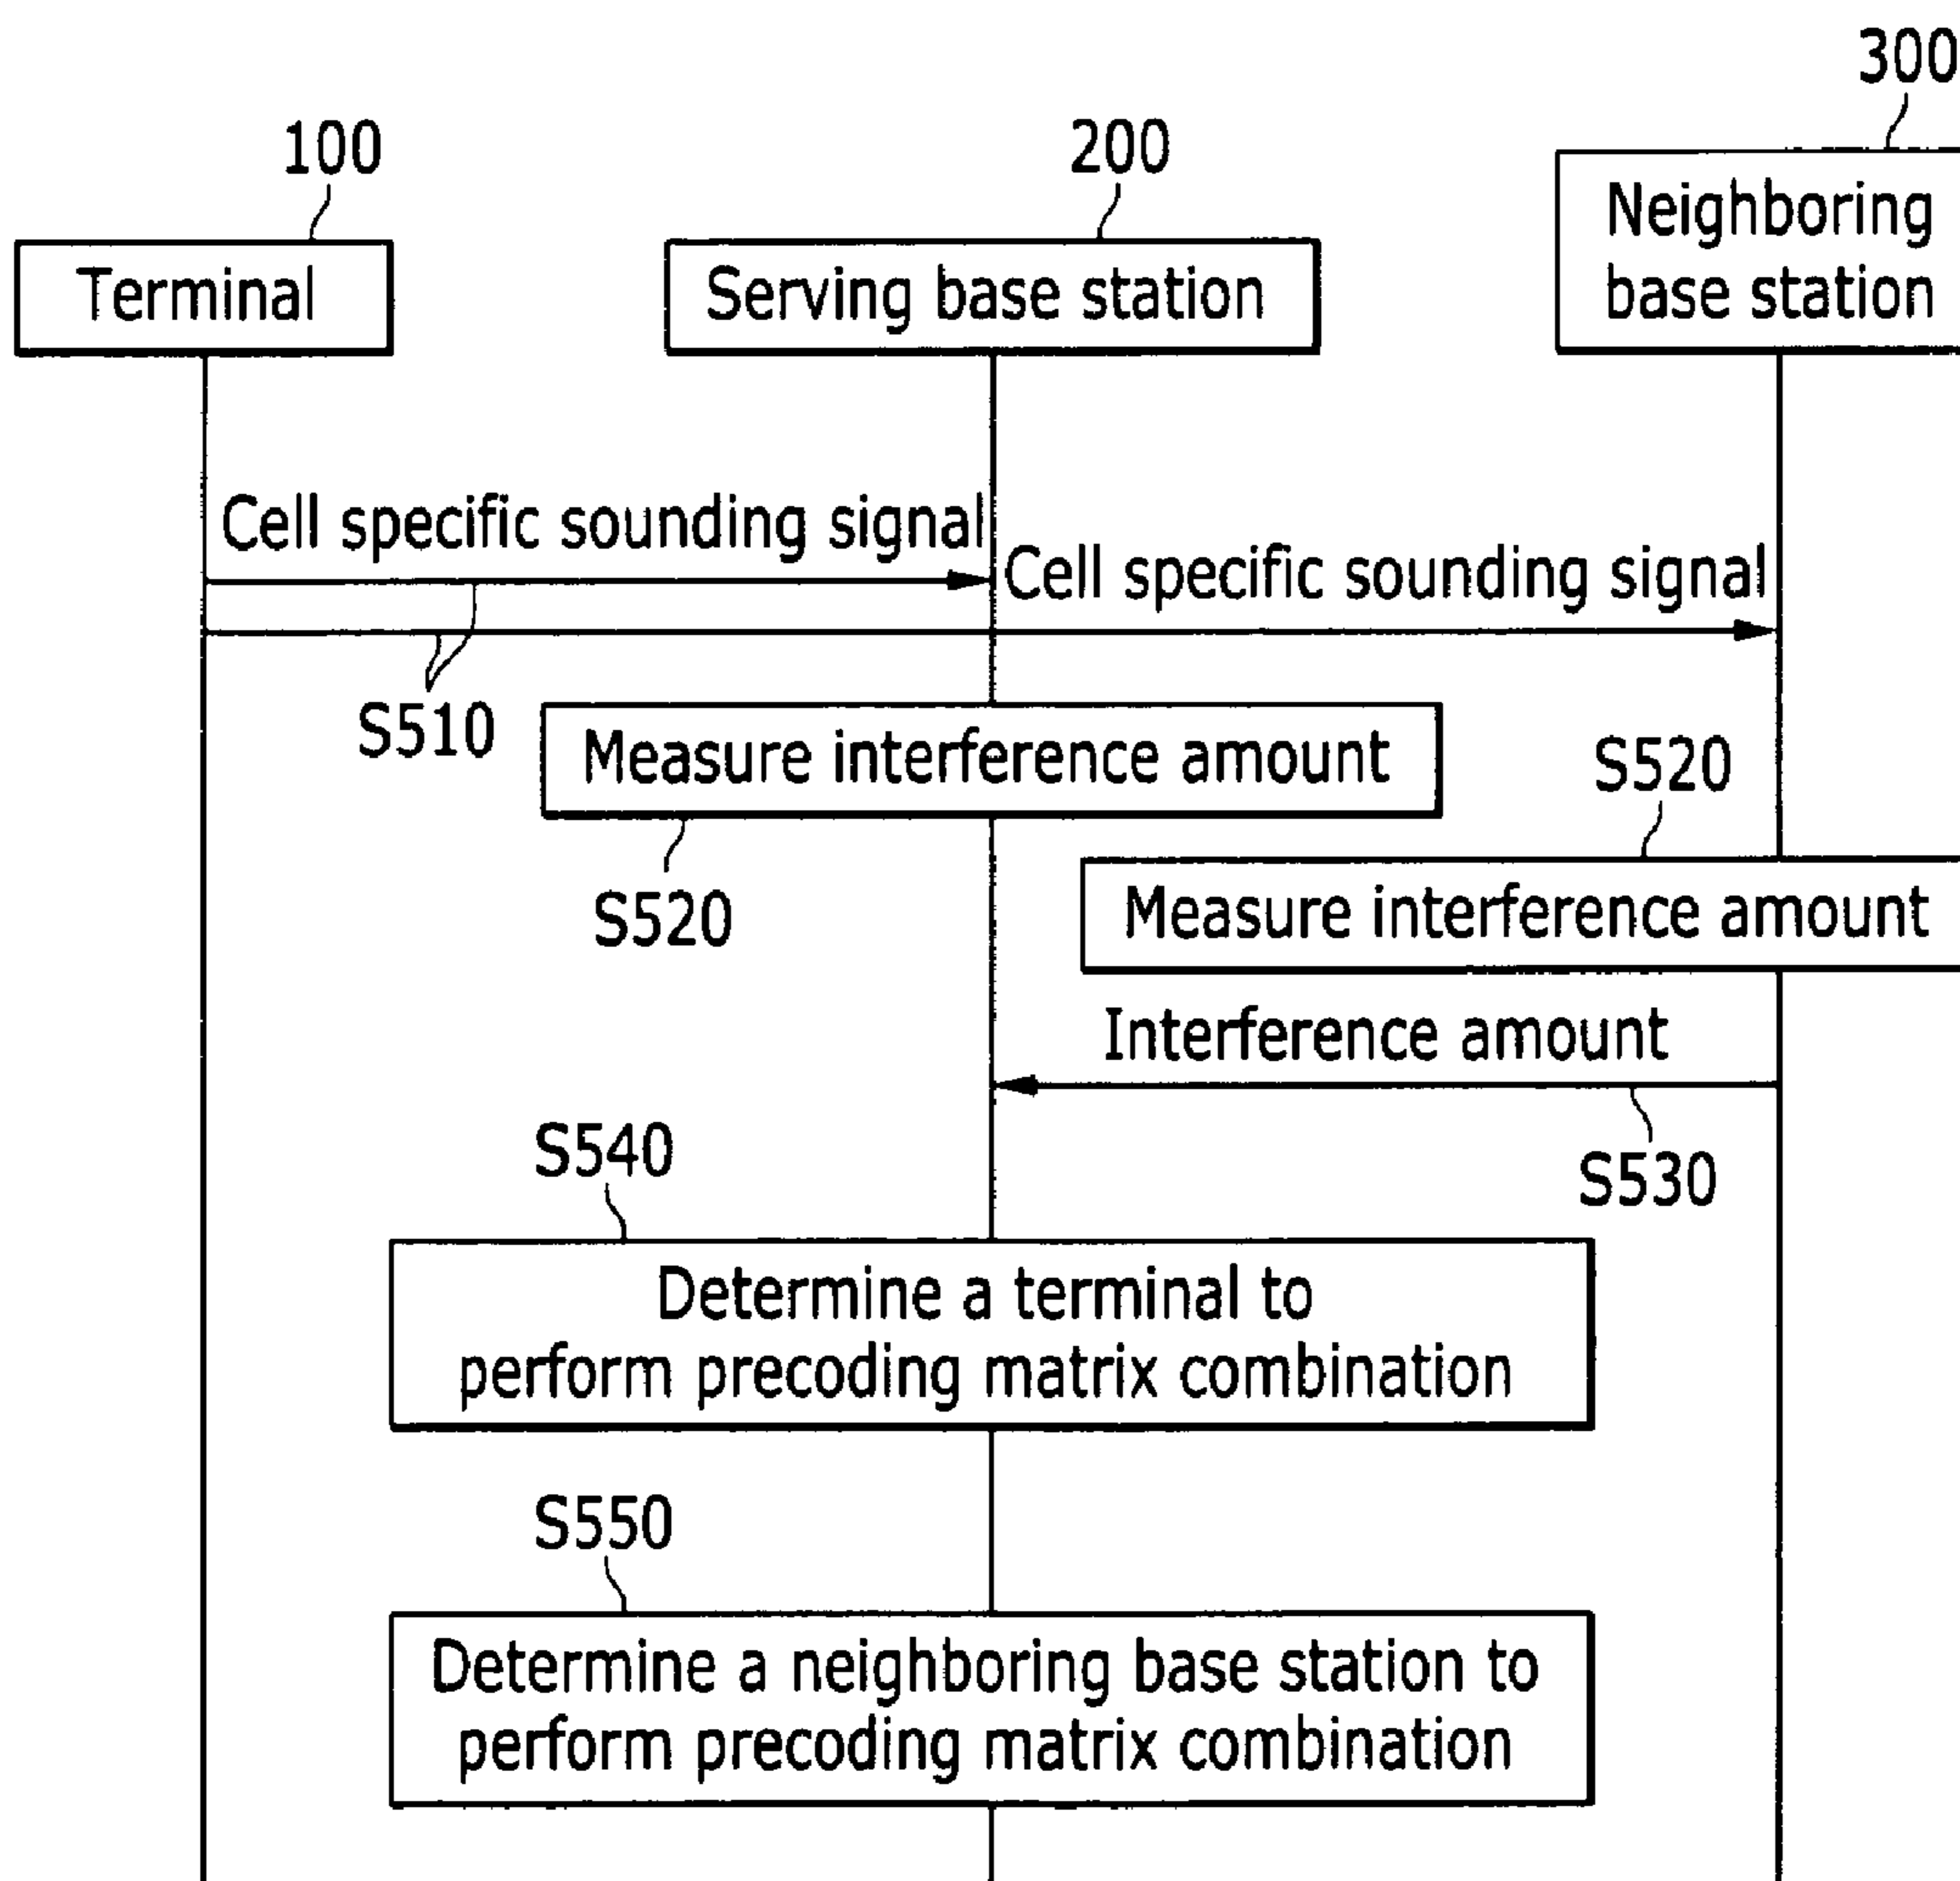 300
100
200
Neighboring
base station
Terminal
Serving base station
Cell specific sounding signal
Cell specific sounding signal
S510
Measure interference amount
S520
S520
Measure interference amount
Interference amount
S530
S540
Determine a terminal to
perform precoding matrix combination
S550
Determine a neighboring base station to
perform precoding matrix combination